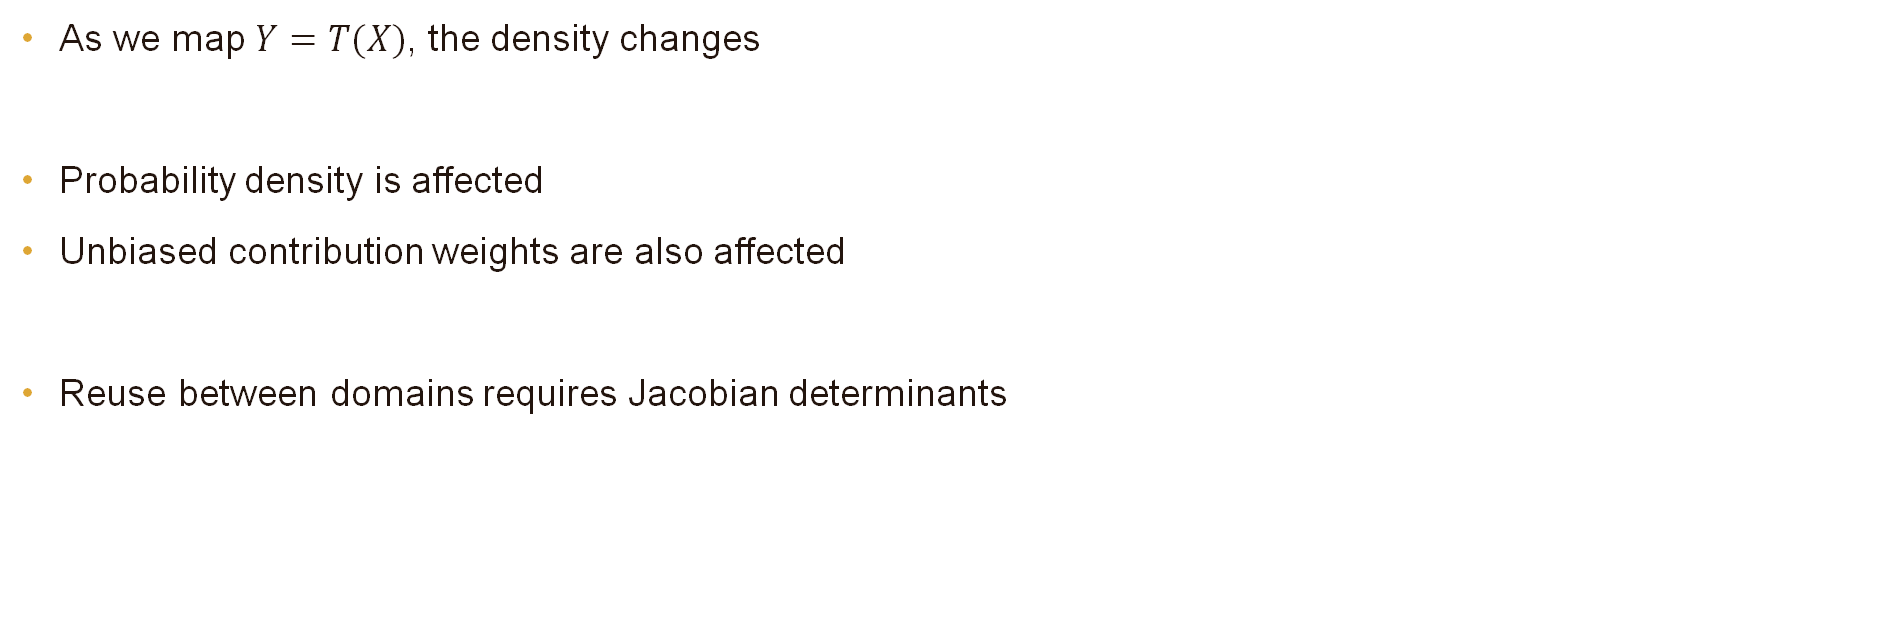 • As we map Y = T(X), the density changes
• Probability density is affected
• Unbiased contribution weights are also affected
• Reuse between domains requires Jacobian determinants